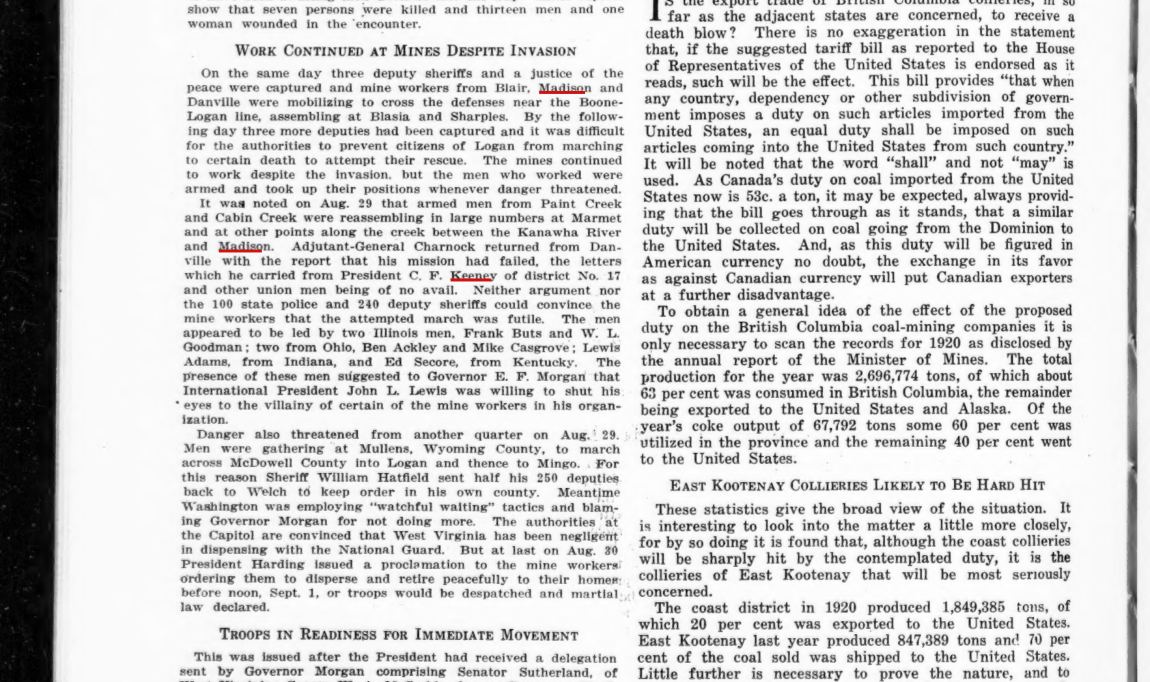 show that seven persons were killed and thirteen men and one
woman wounded in the encounter.
WORK CONTINUED AT MINES DESPITE INVASION
On the same day three deputy sheriffs and a justice of the
peace were captured and mine workers from Blair, Madison and
Danville were mobilizing to cross the defenses near the Boone-
Logan line, assembling at Blasia and Sharples. By the follow-
ing day three more deputies had been captured and it was difficult
for the authorities to prevent citizens of Logan from marching
to certain death to attempt their rescue. The mines continued
to work despite the invasion, but the men who worked were
armed and took up their positions whenever danger threatened.
It was noted on Aug. 29 that armed men from Paint Creek
and Cabin Creek were reassembling in large numbers at Marmet
and at other points along the creek between the Kanawha River
and Madison. Adjutant-General Charnock returned from Dan-
ville with the report that his mission had failed, the letters
which he carried from President C. F. Keeney of district No. 17
and other union men being of no avail. Neither argument nor
the 100 state police and 240 deputy sheriffs could convince the
mine workers that the attempted march was futile. The men
appeared to be led by two Illinois men, Frank Buts and W. L.
Goodman; two from Ohio, Ben Ackley and Mike Casgrove; Lewis
Adams, from Indiana, and Ed Secore, from Kentucky. The
presence of these men suggested to Governor E. F. Morgan that
International President John L. Lewis was willing to shut his
eyes to the villainy of certain of the mine workers in his organ-
ization.
Danger also threatened from another quarter on Aug. 29.
Men were gathering at Mullens, Wyoming County, to march
across McDowell County into Logan and thence to Mingo. For
this reason Sheriff William Hatfield sent half his 250 deputies
back to Welch to keep order in his own county. Meantime
Washington was employing "watchful waiting" tactics and blam-
ing Governor Morgan for not doing more. The authorities at
the Capitol are convinced that West Virginia has been negligent
in dispensing with the National Guard. But at last on Aug. 30
President Harding issued a proclamation to the mine workers
ordering them to disperse and retire peacefully to their homes
before noon, Sept. 1, or troops would be despatched and martial
law declared.
TROOPS IN READINESS FOR IMMEDIATE MOVEMENT
This was issued after the President had received a delegation
sent by Governor Morgan comprising Senator Sutherland, of
IS the export trade of British Columbia collieries, in so
far as the adjacent states are concerned, to receive a
death blow? There is no exaggeration in the statement
that, if the suggested tariff bill as reported to the House
of Representatives of the United States is endorsed as it
reads, such will be the effect. This bill provides "that when
any country, dependency or other subdivision of govern-
ment imposes a duty on such articles imported from the
United States, an equal duty shall be imposed on such
articles coming into the United States from such country."
It will be noted that the word "shall" and not "may" is
used. As Canada's duty on coal imported from the United
States now is 53c. a ton, it may be expected, always provid-
ing that the bill goes through as it stands, that a similar
duty will be collected on coal going from the Dominion to
the United States. And, as this duty will be figured in
American currency no doubt, the exchange in its favor
as against Canadian currency will put Canadian exporters
at a further disadvantage.
To obtain a general idea of the effect of the proposed
duty on the British Columbia coal-mining companies it is
only necessary to scan the records for 1920 as disclosed by
the annual report of the Minister of Mines. The total
production for the year was 2,696,774 tons, of which about
63 per cent was consumed in British Columbia, the remainder
being exported to the United States and Alaska. Of the
year's coke output of 67,792 tons some 60 per cent was
utilized in the province and the remaining 40 per cent went
to the United States.
EAST KOOTENAY COLLIERIES LIKELY TO BE HARD HIT
These statistics give the broad view of the situation. It
is interesting to look into the matter a little more closely,
for by so doing it is found that, although the coast collieries
will be sharply hit by the contemplated duty, it is the
collieries of East Kootenay that will be most seriously
concerned.
The coast district in 1920 produced 1,849,385 tons, of
which 20 per cent was exported to the United States.
East Kootenay last year produced 847,389 tons and 70 per
cent of the coal sold was shipped to the United States.
Little further is necessary to prove the nature, and to